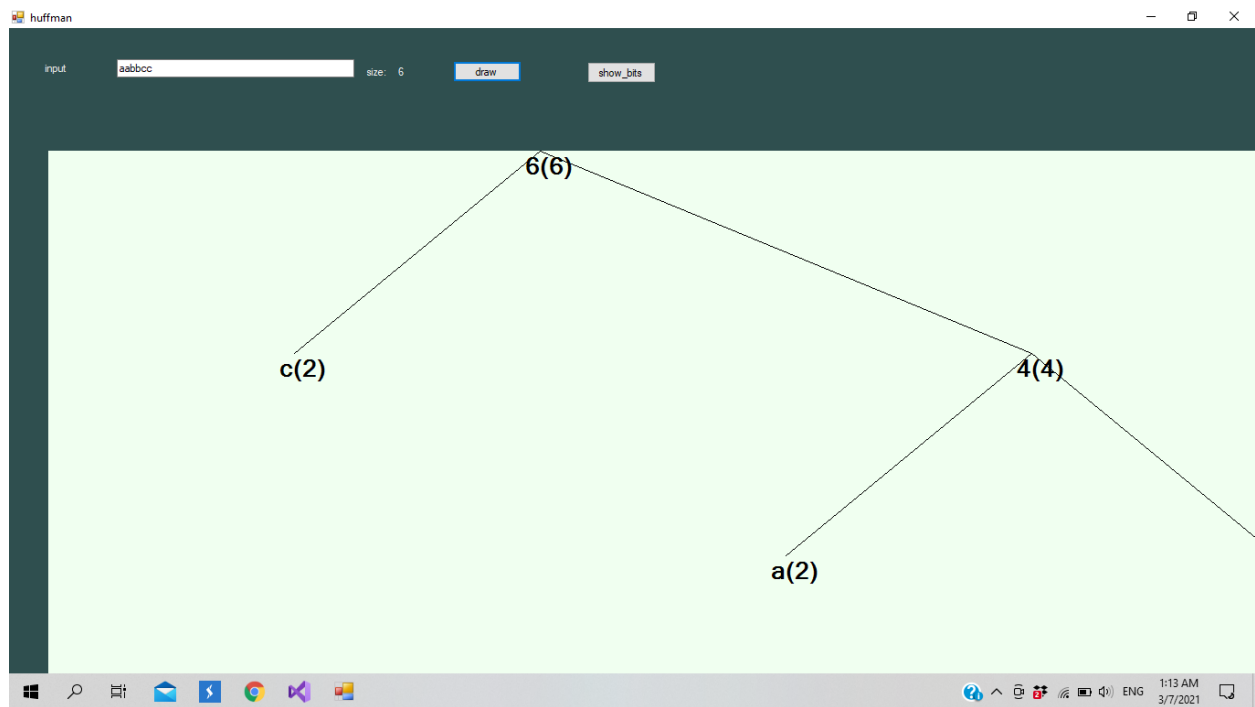 huffman
input aabbcc size: 6 draw show_bits
6(6)
c(2) 4(4)
a(2)
2 ENG 1:13 AM
3/7/2021